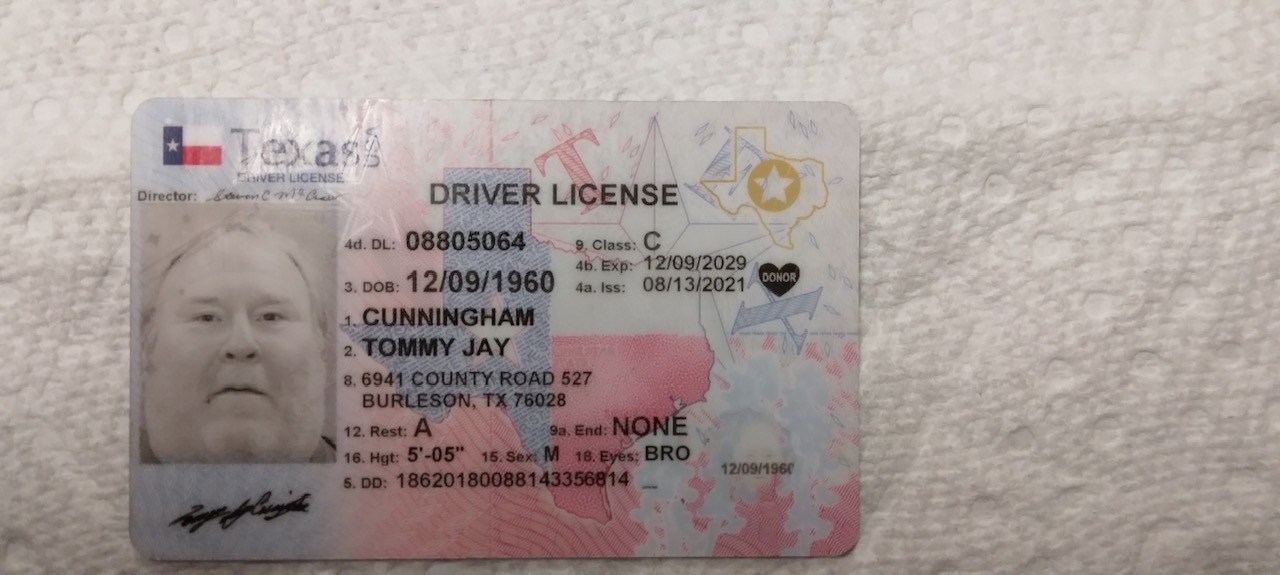 Texas
DRIVER LICENSE
Director:
DRIVER LICENSE
4d. DL: 08805064 9. Class: C
4b. Exp: 12/09/2029
3. DOB: 12/09/1960 4a. Iss: 08/13/2021 DONOR
1. CUNNINGHAM
2. TOMMY JAY
8. 6941 COUNTY ROAD 527
BURLESON, TX 76028
12. Rest: A 9a. End: NONE
16. Hgt: 5'-05" 15. Sex: M 18. Eyes: BRO
12/09/1960
5. DD: 18620180088143356814